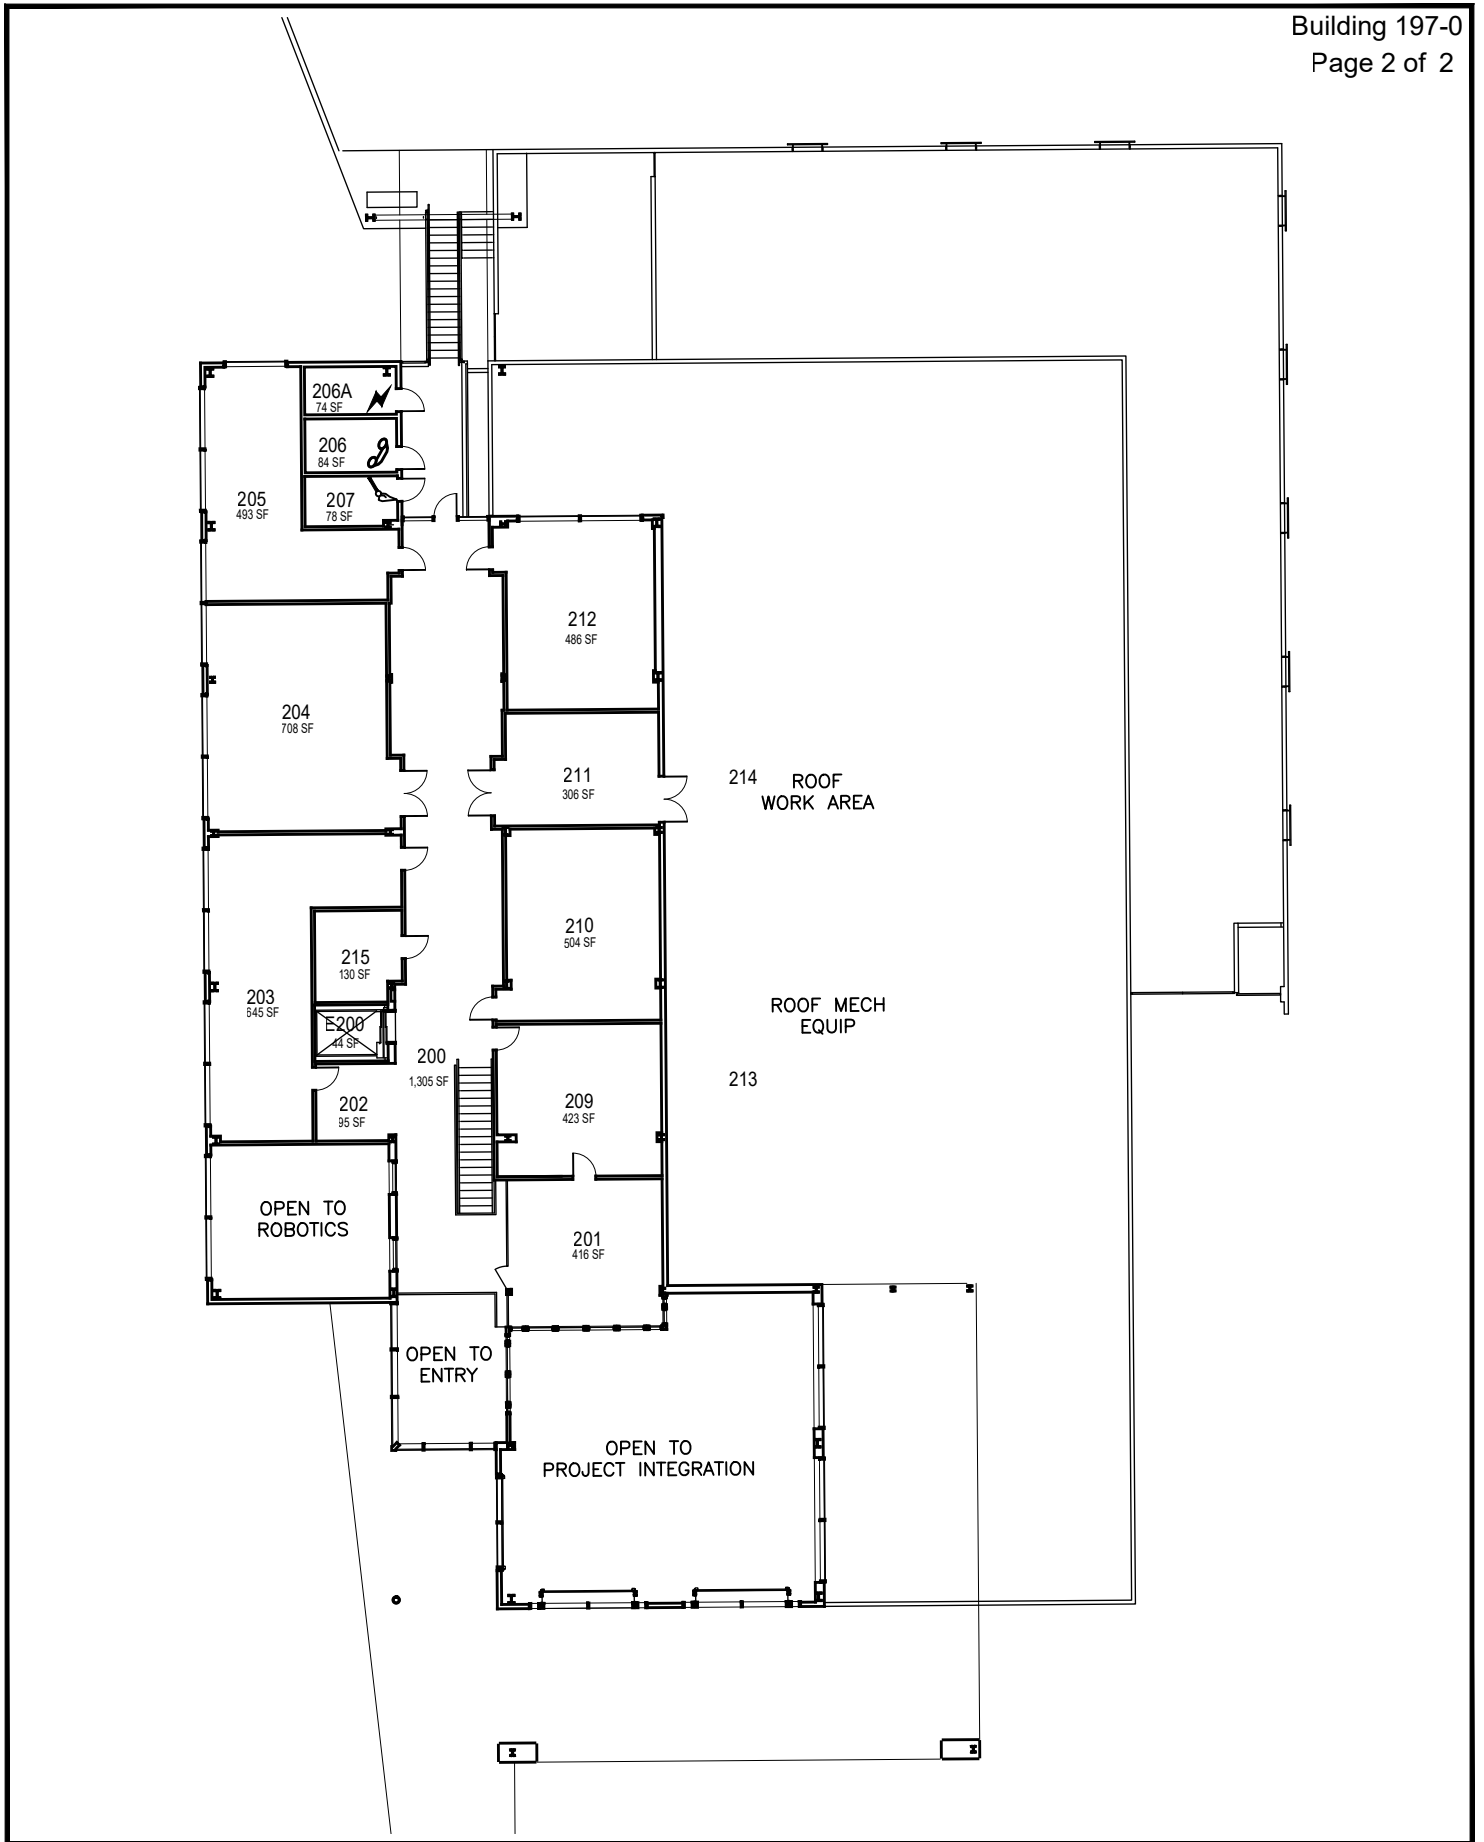 Building 197-0
Page 2 of 2
206A
74 SF
206
84 SF
207
78 SF
205
493 SF
212
486 SF
204
708 SF
211
306 SF
214
ROOF
WORK AREA
210
504 SF
215
130 SF
203
645 SF
E200
44 SF
ROOF MECH
EQUIP
200
1,305 SF
213
202
95 SF
209
423 SF
OPEN TO
ROBOTICS
201
416 SF
OPEN TO
ENTRY
OPEN TO
PROJECT INTEGRATION